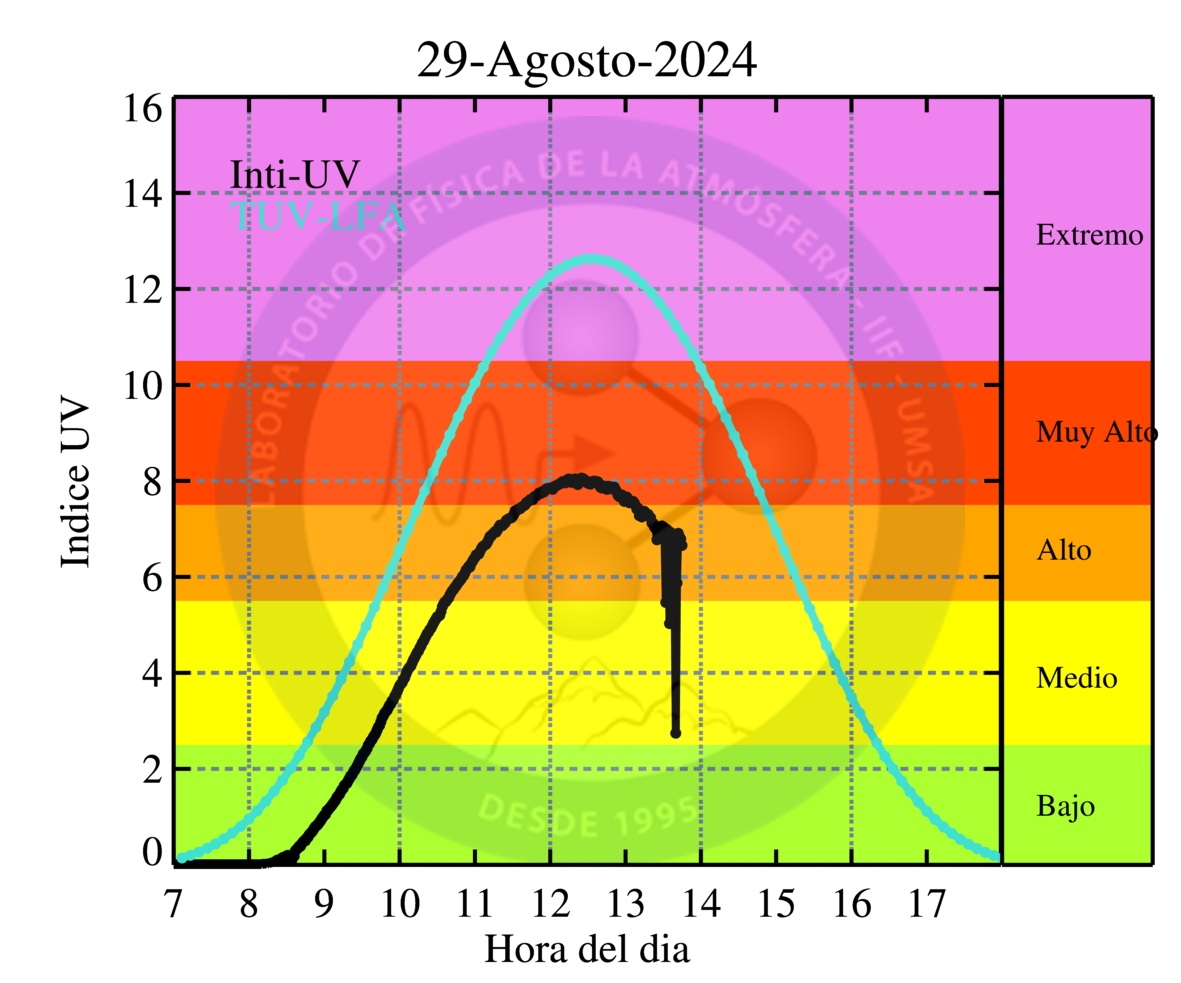 29-Agosto-2024
16
14
12
10
8
6
4
2
0
Indice UV
Inti-UV
TUV-LFA
LABORATORIO DE FÍSICA DE LA ATMÓSFERA - IIF - UMSA
DESDE 1995
Extremo
Muy Alto
Alto
Medio
Bajo
7 8 9 10 11 12 13 14 15 16 17
Hora del dia